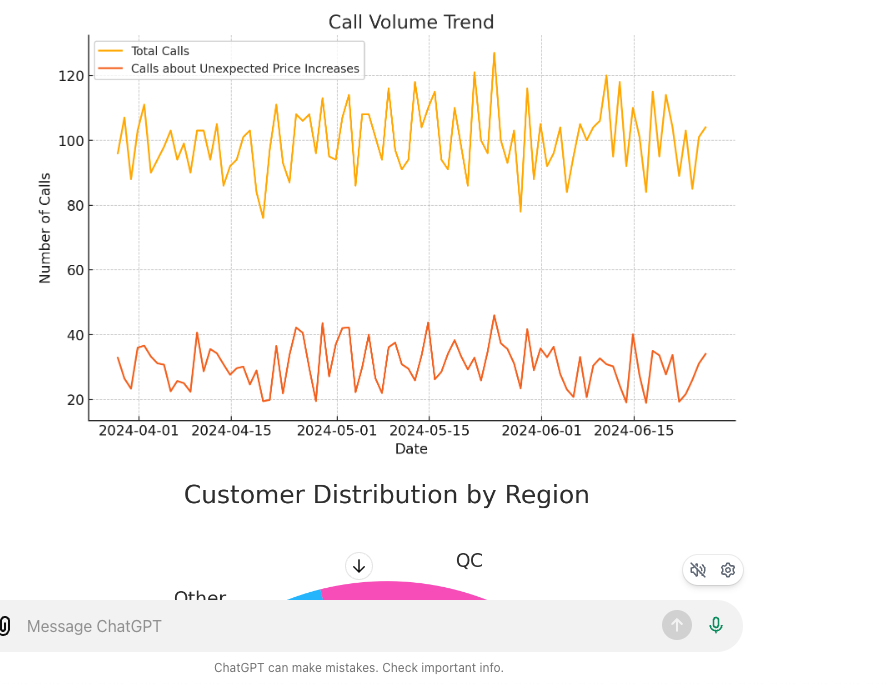 Call Volume Trend
Total Calls
Calls about Unexpected Price Increases
120
100
80
60
40
20
Number of Calls
2024-04-01 2024-04-15 2024-05-01 2024-05-15 2024-06-01 2024-06-15
Date
Customer Distribution by Region
QC
Other
Message ChatGPT
ChatGPT can make mistakes. Check important info.